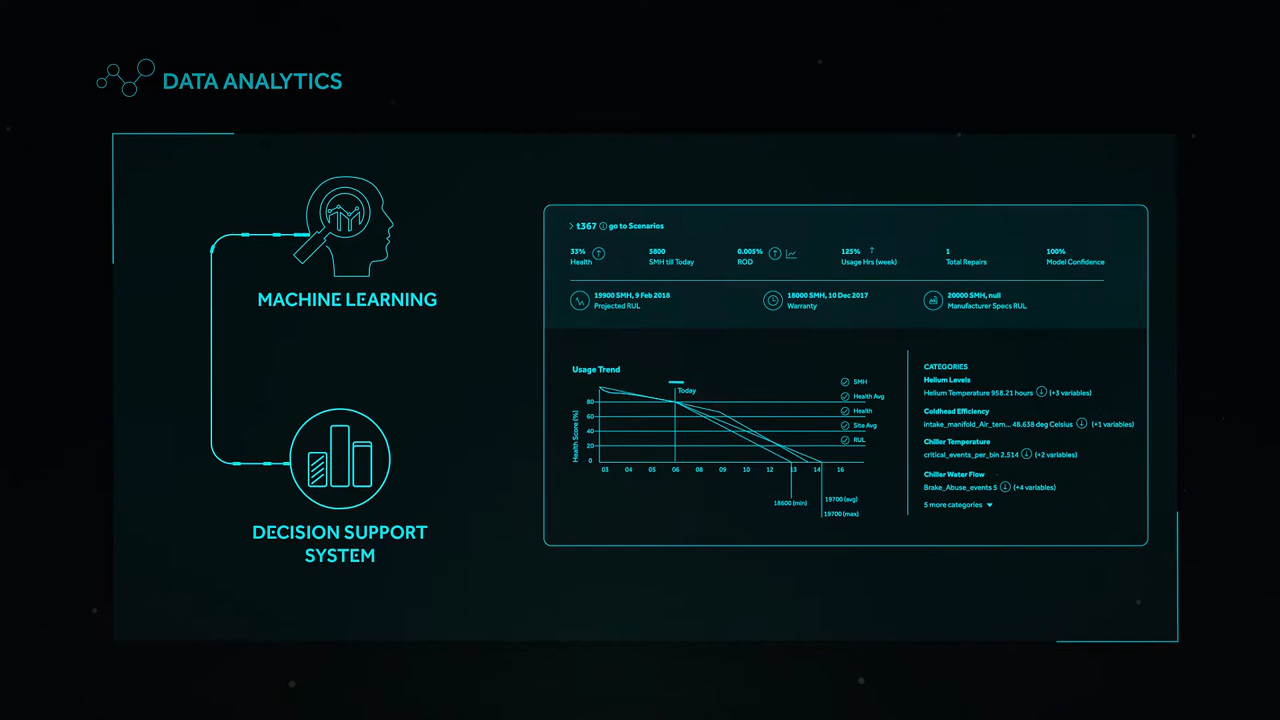 DATA ANALYTICS
MACHINE LEARNING
DECISION SUPPORT
SYSTEM
> t367 i go to Scenarios
33%
Health
5800
SMH till Today
0.005%
ROD
125%
Usage Hrs (week)
1
Total Repairs
100%
Model Confidence
19900 SMH, 9 Feb 2018
Projected RUL
18000 SMH, 10 Dec 2017
Warranty
20000 SMH, null
Manufacturer Specs RUL
Usage Trend
Today
Health Score (%)
80
60
40
20
0
03 04 05 06 08 09 10 12 13 14 16
18600 (min)
19700 (avg)
19700 (max)
SMH
Health Avg
Health
Site Avg
RUL
CATEGORIES
Helium Levels
Helium Temperature 958.21 hours (+3 variables)
Coldhead Efficiency
intake_manifold_Air_tem... 48.638 deg Celsius (+1 variables)
Chiller Temperature
critical_events_per_bin 2.514 (+2 variables)
Chillar Water Flow
Brake_Abuse_events 5 (+4 variables)
5 more categories